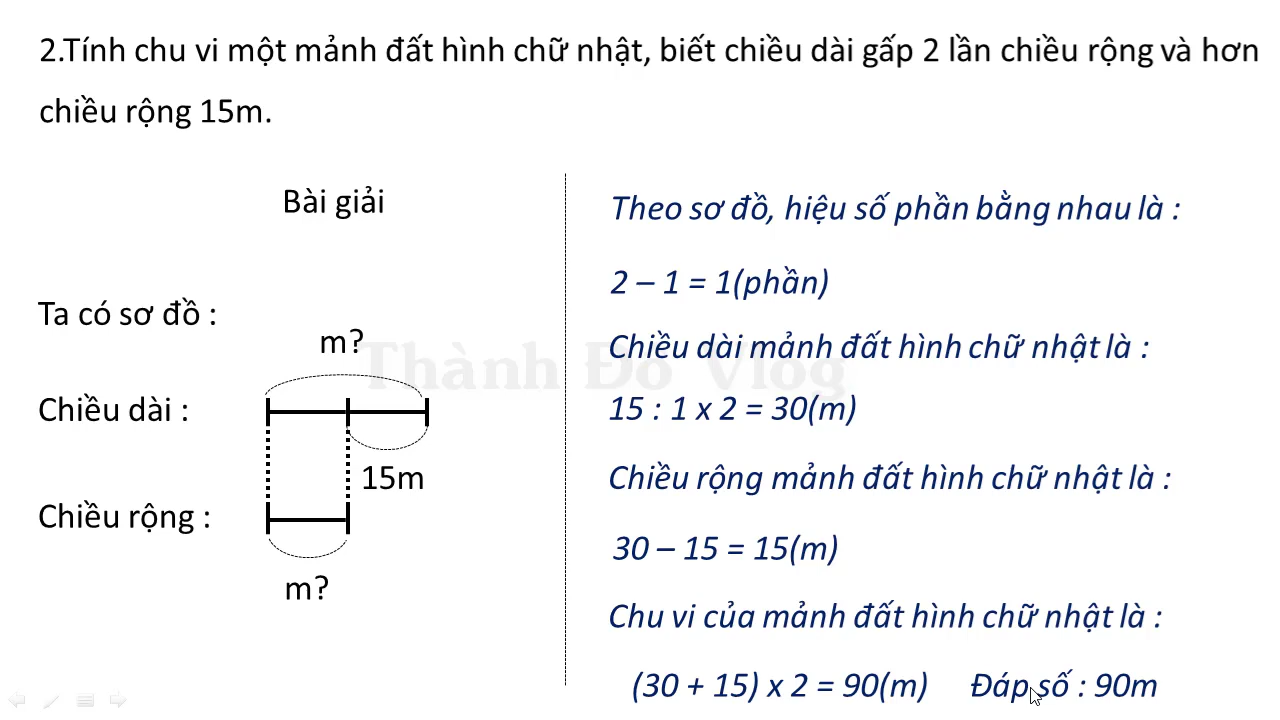 2.Tính chu vi một mảnh đất hình chữ nhật, biết chiều dài gấp 2 lần chiều rộng và hơn
chiều rộng 15m.
Bài giải
Ta có sơ đồ :
m?
Chiều dài :
15m
Chiều rộng :
m?
Theo sơ đồ, hiệu số phần bằng nhau là :
2 – 1 = 1(phần)
Chiều dài mảnh đất hình chữ nhật là :
15 : 1 x 2 = 30(m)
Chiều rộng mảnh đất hình chữ nhật là :
30 – 15 = 15(m)
Chu vi của mảnh đất hình chữ nhật là :
(30 + 15) x 2 = 90(m) Đáp số : 90m
Thành Đô Vlog